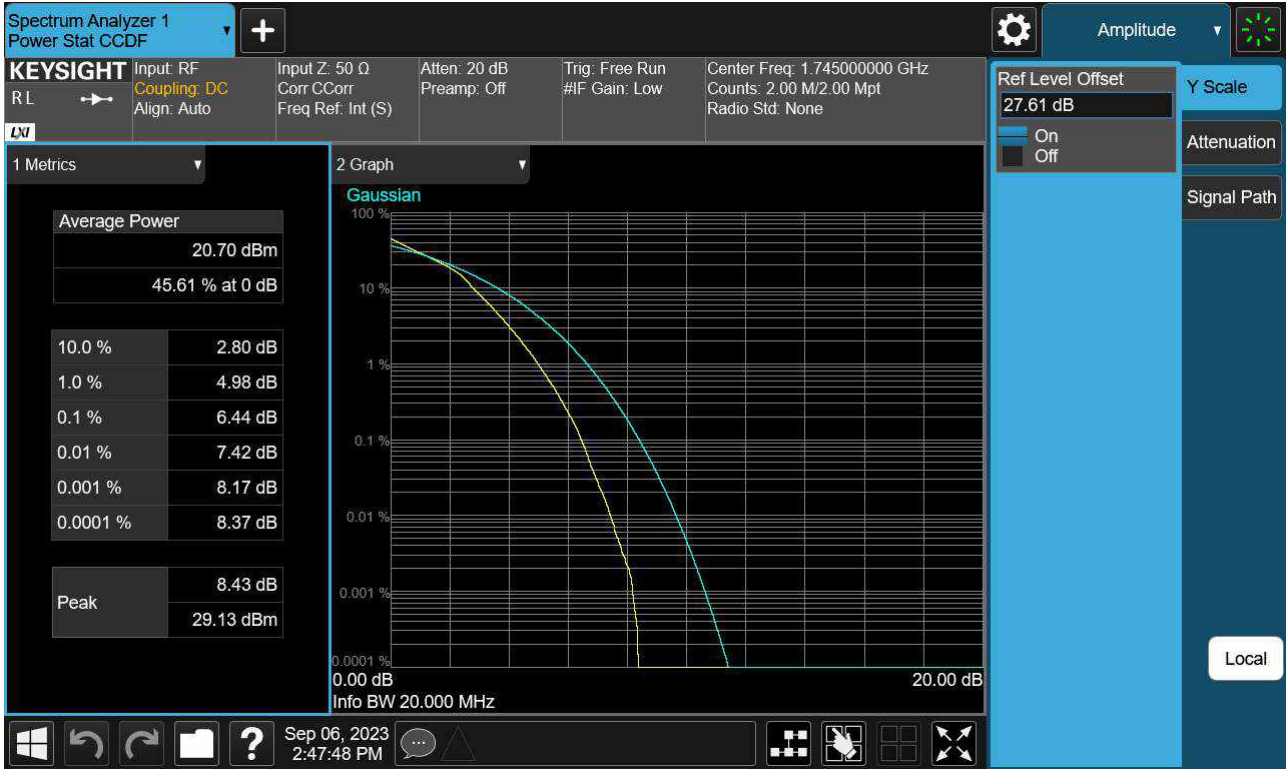 Spectrum Analyzer 1
Power Stat CCDF
▼
+
Amplitude
▼
KEYSIGHT
RL
LXI
Input: RF
Coupling: DC
Align: Auto
Input Z: 50 Ω
Corr CCorr
Freq Ref: Int (S)
Atten: 20 dB
Preamp: Off
Trig: Free Run
#IF Gain: Low
Center Freq: 1.745000000 GHz
Counts: 2.00 M/2.00 Mpt
Radio Std: None
Ref Level Offset
27.61 dB
On
Off
Y Scale
Attenuation
Signal Path
Local
1 Metrics ▼
Average Power
20.70 dBm
45.61 % at 0 dB
10.0 % 2.80 dB
1.0 % 4.98 dB
0.1 % 6.44 dB
0.01 % 7.42 dB
0.001 % 8.17 dB
0.0001 % 8.37 dB
Peak
8.43 dB
29.13 dBm
2 Graph ▼
Gaussian
100 %
10 %
1 %
0.1 %
0.01 %
0.001 %
0.0001 %
0.00 dB 20.00 dB
Info BW 20.000 MHz
?
Sep 06, 2023
2:47:48 PM